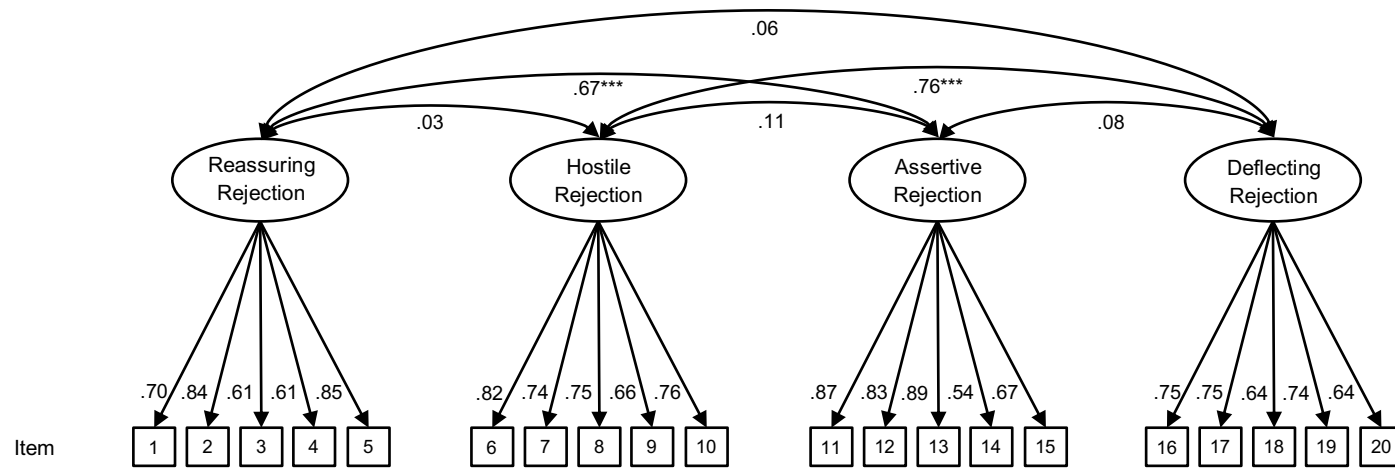 .06
.67***
.76***
.03
.11
.08
Reassuring
Rejection
Hostile
Rejection
Assertive
Rejection
Deflecting
Rejection
.70 .84 .61 .61 .85
.82 .74 .75 .66 .76
.87 .83 .89 .54 .67
.75 .75 .64 .74 .64
Item 1 2 3 4 5 6 7 8 9 10 11 12 13 14 15 16 17 18 19 20